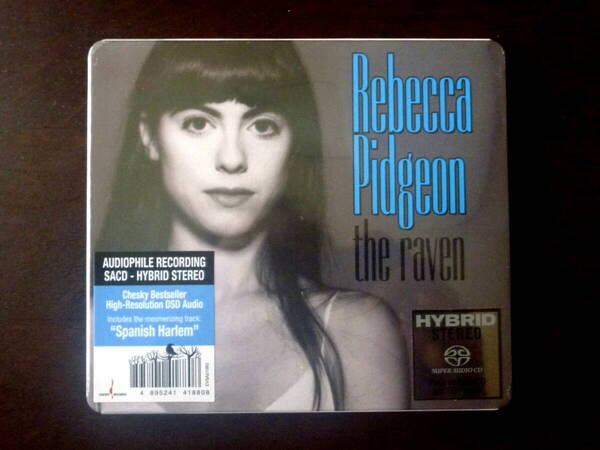 Rebecca
Pidgeon
the raven
AUDIOPHILE RECORDING
SACD - HYBRID STEREO
Chesky Bestseller
High-Resolution DSD Audio
Includes the mesmerizing track:
"Spanish Harlem"
4 895241 418808
HYBRID
STEREO
SUPER AUDIO CD